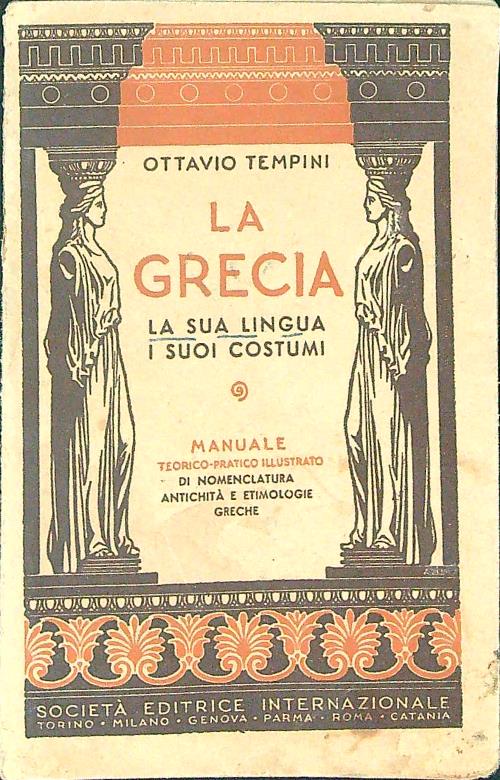 OTTAVIO TEMPINI
LA
GRECIA
LA SUA LINGUA
I SUOI COSTUMI
MANUALE
TEORICO-PRATICO ILLUSTRATO
DI NOMENCLATURA
ANTICHITÀ E ETIMOLOGIE
GRECHE
SOCIETÀ EDITRICE INTERNAZIONALE
TORINO • MILANO • GENOVA • PARMA • ROMA • CATANIA